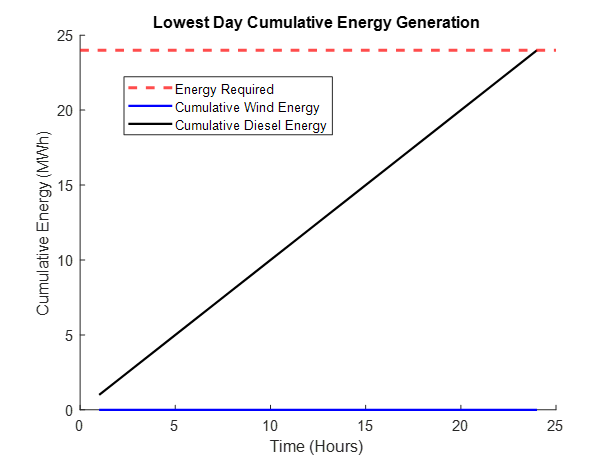 Lowest Day Cumulative Energy Generation
25
20
15
10
5
0
Cumulative Energy (MWh)
Energy Required
Cumulative Wind Energy
Cumulative Diesel Energy
0 5 10 15 20 25
Time (Hours)